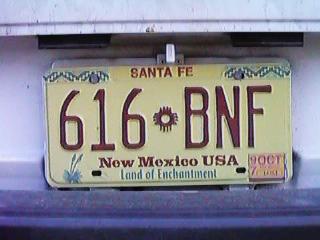 SANTA FE
616 BNF
New Mexico USA
Land of Enchantment
OCT